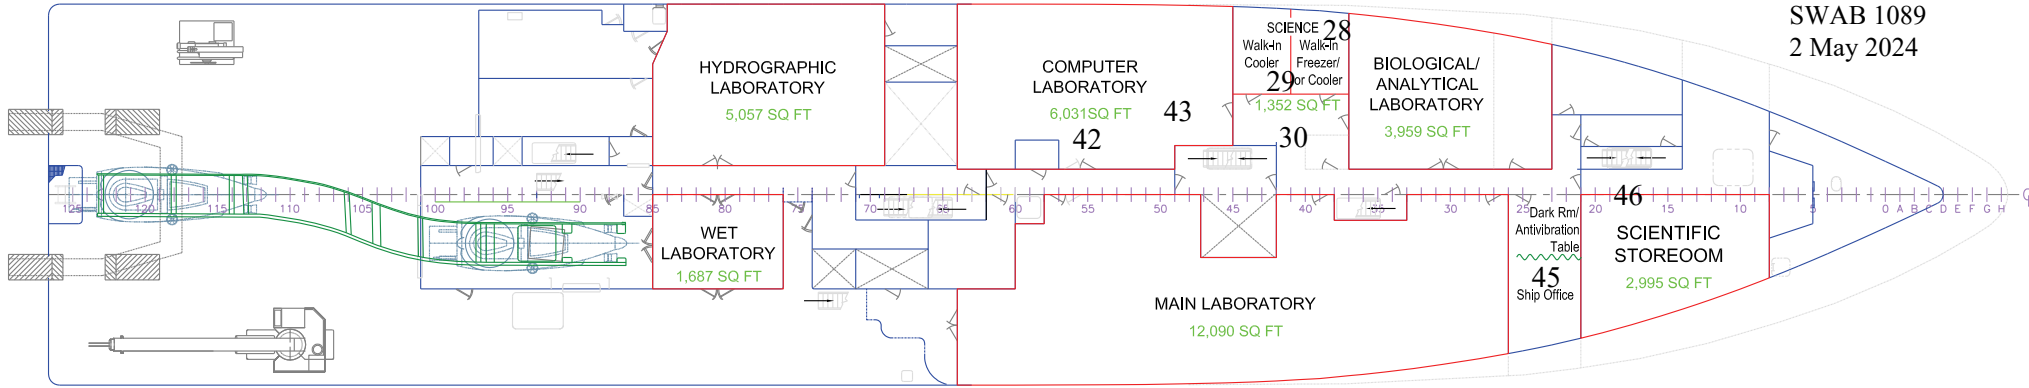 SWAB 1089
2 May 2024
HYDROGRAPHIC
LABORATORY
5,057 SQ FT
COMPUTER
LABORATORY
6,031SQ FT
43
42
SCIENCE
28
Walk-In
Cooler
Walk-In
Freezer/
or Cooler
29
1,352 SQ FT
30
BIOLOGICAL/
ANALYTICAL
LABORATORY
3,959 SQ FT
125 120 115 110 105 100 95 90 85 80 75 70 65 60 55 50 45 40 35 30 25 20 15 10 5 0 A B C D E F G H
WET
LABORATORY
1,687 SQ FT
MAIN LABORATORY
12,090 SQ FT
Dark Rm/
Antivibration
Table
45
Ship Office
46
SCIENTIFIC
STOREOOM
2,995 SQ FT